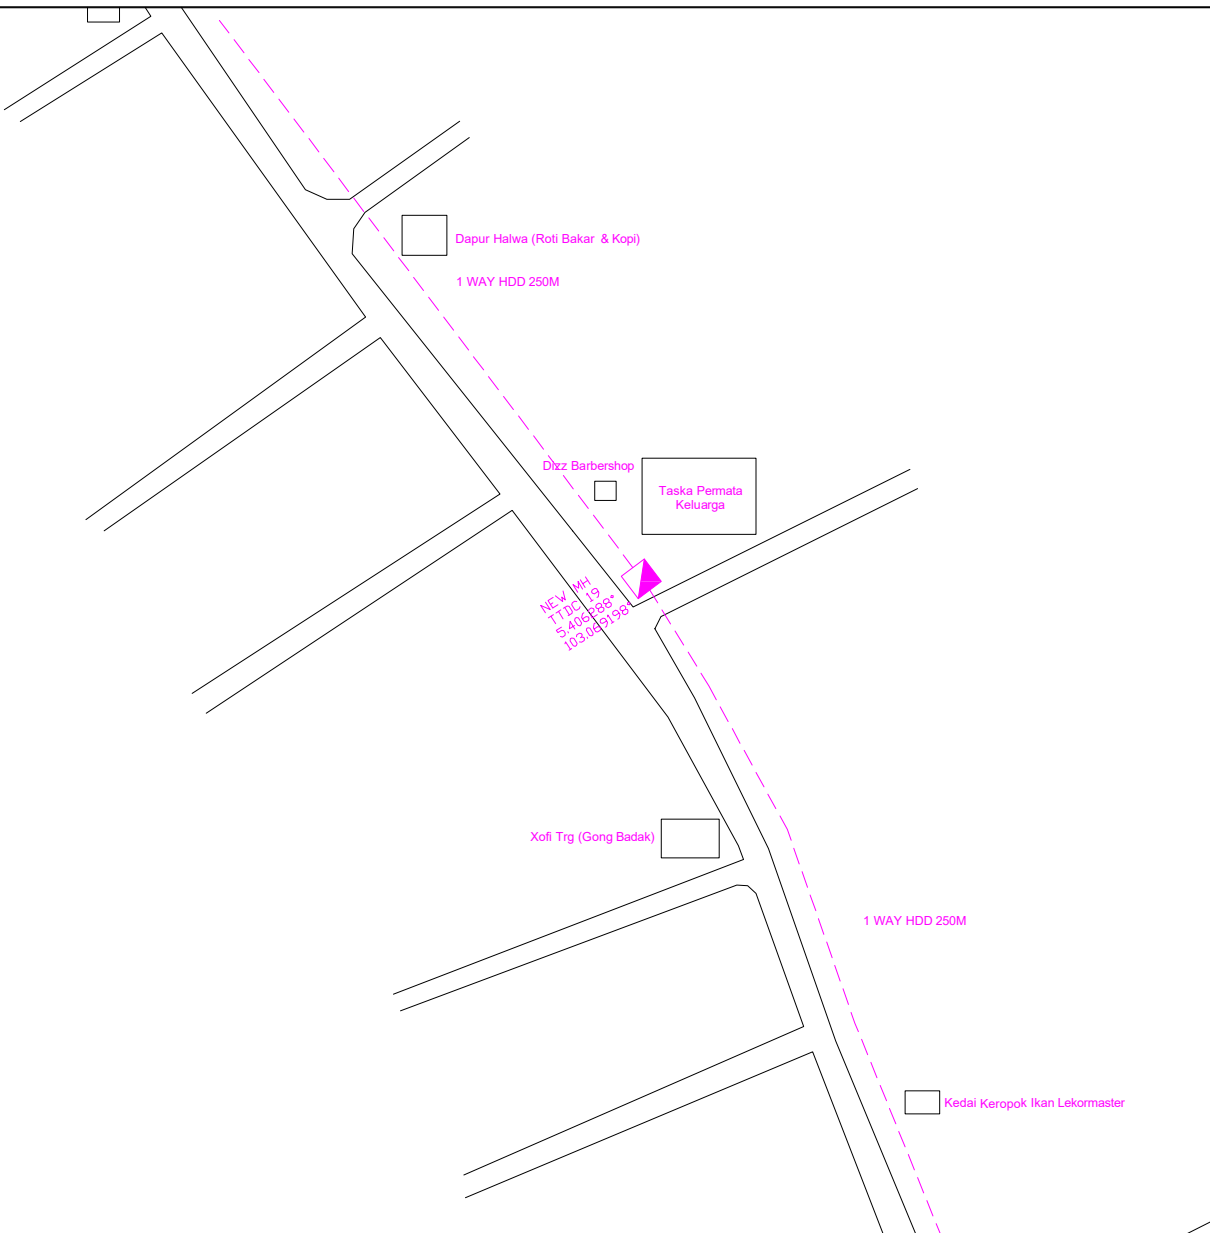 Dapur Halwa (Roti Bakar & Kopi)
1 WAY HDD 250M
Dizz Barbershop
Taska Permata
Keluarga
NEW MH
TTDC 19
5.406288°
103.069198°
Xofi Trg (Gong Badak)
1 WAY HDD 250M
Kedai Keropok Ikan Lekormaster